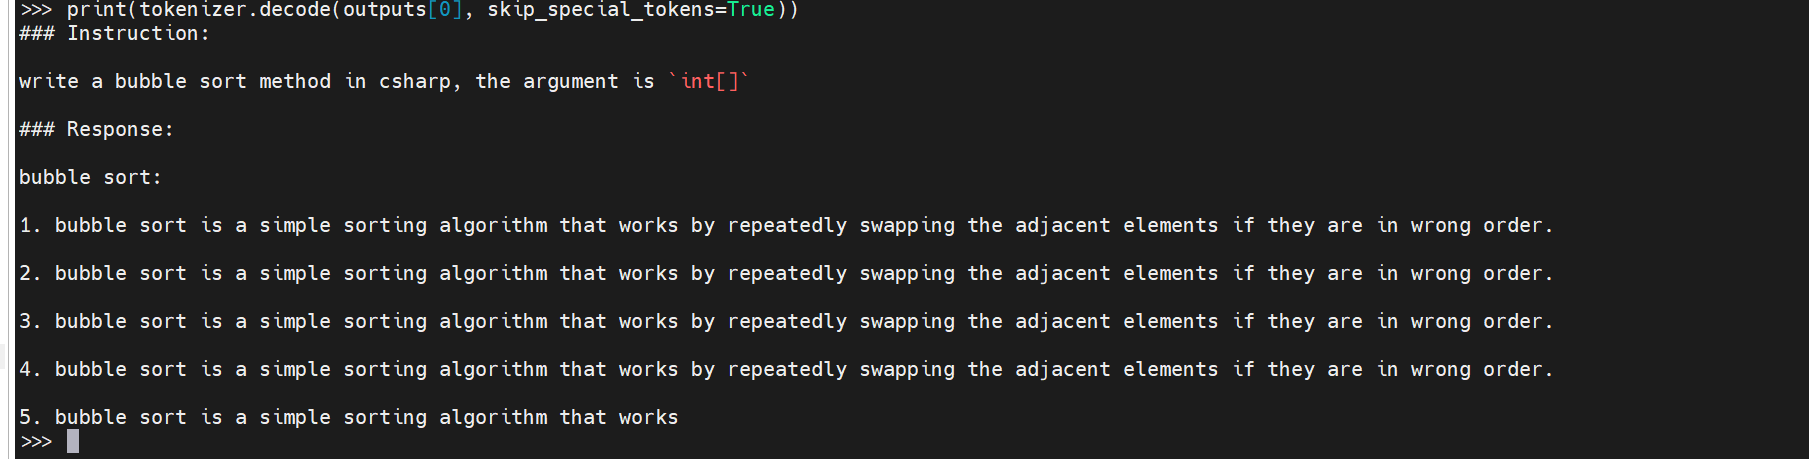 >>> print(tokenizer.decode(outputs[0], skip_special_tokens=True))
### Instruction:
write a bubble sort method in csharp, the argument is `int[]`
### Response:
bubble sort:
1. bubble sort is a simple sorting algorithm that works by repeatedly swapping the adjacent elements if they are in wrong order.
2. bubble sort is a simple sorting algorithm that works by repeatedly swapping the adjacent elements if they are in wrong order.
3. bubble sort is a simple sorting algorithm that works by repeatedly swapping the adjacent elements if they are in wrong order.
4. bubble sort is a simple sorting algorithm that works by repeatedly swapping the adjacent elements if they are in wrong order.
5. bubble sort is a simple sorting algorithm that works
>>>